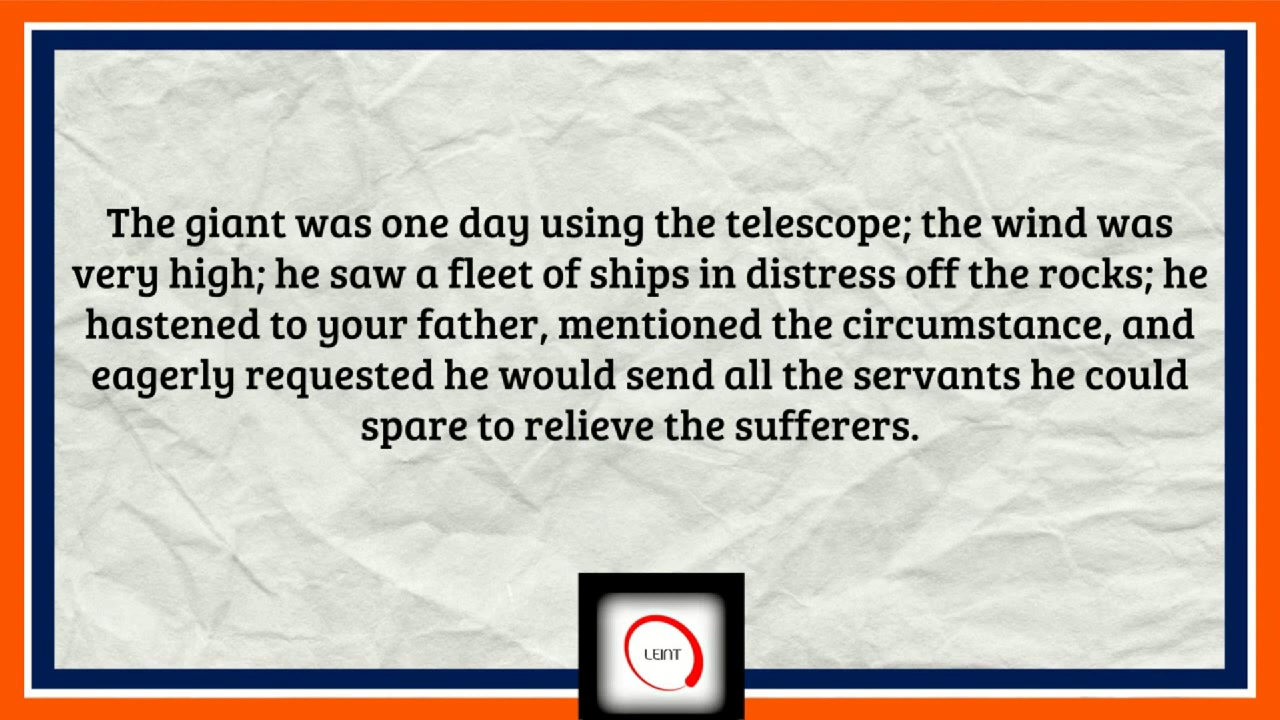 The giant was one day using the telescope; the wind was
very high; he saw a fleet of ships in distress off the rocks; he
hastened to your father, mentioned the circumstance, and
eagerly requested he would send all the servants he could
spare to relieve the sufferers.
LEINT